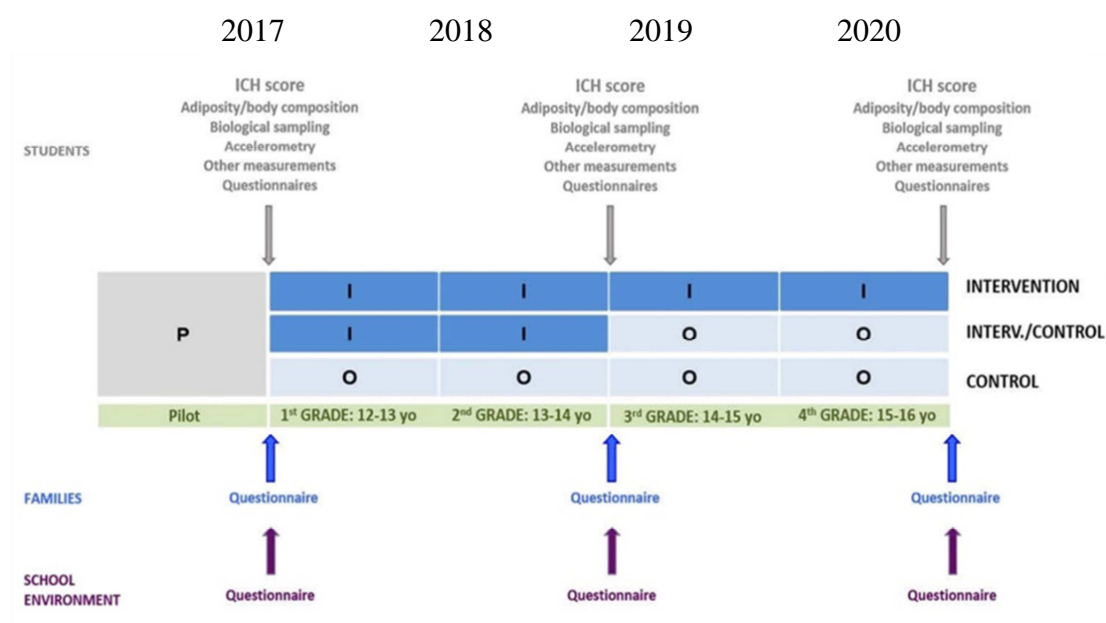 2017 2018 2019 2020
ICH score ICH score ICH score
Adiposity/body composition Adiposity/body composition Adiposity/body composition
Biological sampling Biological sampling Biological sampling
STUDENTS Accelerometry Accelerometry Accelerometry
Other measurements Other measurements Other measurements
Questionnaires Questionnaires Questionnaires
I I I I INTERVENTION
P I I O O INTERV./CONTROL
O O O O CONTROL
Pilot 1st GRADE: 12-13 yo 2nd GRADE: 13-14 yo 3rd GRADE: 14-15 yo 4th GRADE: 15-16 yo
FAMILIES Questionnaire Questionnaire Questionnaire
SCHOOL
ENVIRONMENT Questionnaire Questionnaire Questionnaire